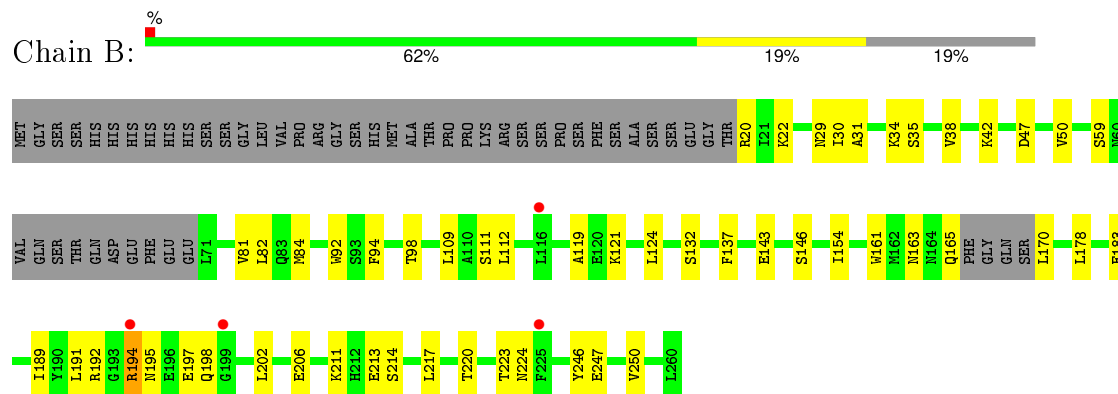 %
Chain B:
62% 19% 19%
MET GLY SER SER HIS HIS HIS HIS HIS HIS SER SER GLY LEU VAL PRO ARG GLY SER HIS MET ALA THR PRO PRO LYS ARG SER SER PRO SER PHE SER ALA SER SER GLU GLY THR R20 I21 K22 N29 I30 A31 K34 S35 V38 K42 D47 V50 S59 N60
VAL GLN SER THR GLN ASP GLU PHE GLU GLU L71 V81 L82 Q83 M84 W92 S93 F94 T98 L109 A110 S111 L112 L116 A119 E120 K121 L124 S132 F137 E143 S146 I154 W161 M162 N163 N164 Q165 PHE GLY GLN SER L170 L178
I189 Y190 L191 R192 G193 R194 N195 E196 E197 Q198 G199 L202 E206 K211 H212 E213 S214 L217 T220 T223 N224 F225 Y246 E247 V250 L260